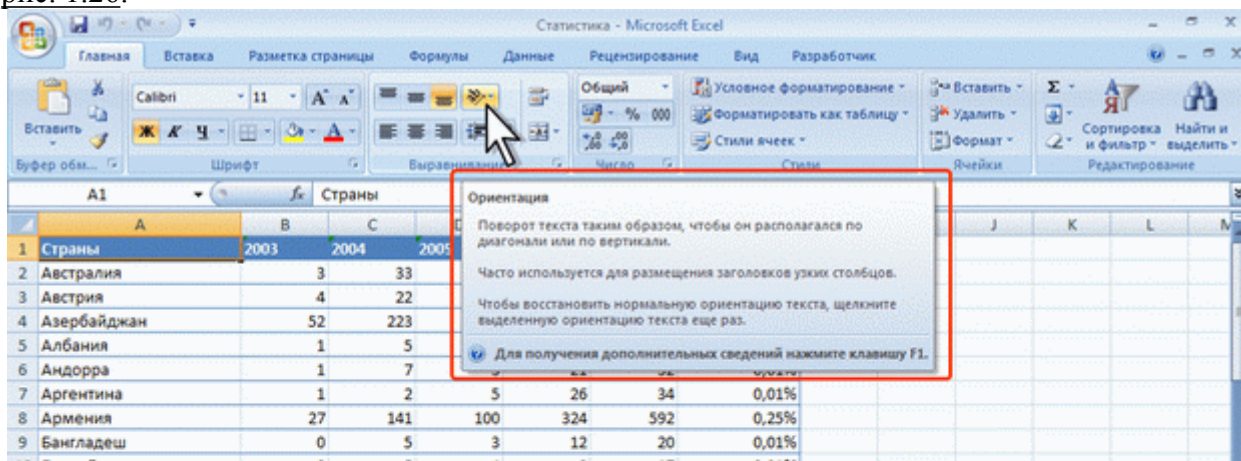 рис. 1.20.
Статистика - Microsoft Excel
Главная Вставка Разметка страницы Формулы Данные Рецензирование Вид Разработчик
Calibri 11 Общий Условное форматирование Вставить Σ
Вставить Ж К Ч % 000 Форматировать как таблицу Удалить Сортировка и фильтр Найти и выделить
Стили ячеек Формат
Буфер обм... Шрифт Выравнивание Число Стили Ячейки Редактирование
A1 fx Страны
A B C J K L
1 Страны 2003 2004 2005
2 Австралия 3 33
3 Австрия 4 22
4 Азербайджан 52 223
5 Албания 1 5
6 Андорра 1 7
7 Аргентина 1 2 5 26 34 0,01%
8 Армения 27 141 100 324 592 0,25%
9 Бангладеш 0 5 3 12 20 0,01%
Ориентация
Поворот текста таким образом, чтобы он располагался по
диагонали или по вертикали.
Часто используется для размещения заголовков узких столбцов.
Чтобы восстановить нормальную ориентацию текста, щелкните
выделенную ориентацию текста еще раз.
Для получения дополнительных сведений нажмите клавишу F1.